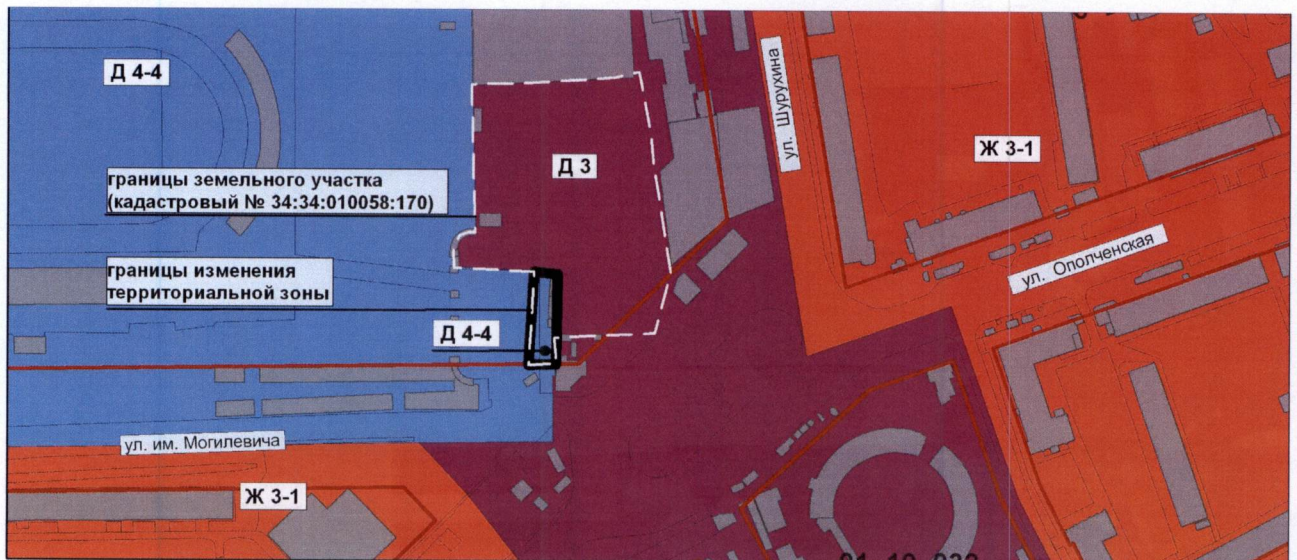 Д 4-4
ул. Шурухина
Ж 3-1
границы земельного участка
(кадастровый № 34:34:010058:170)
Д 3
ул. Ополченская
границы изменения
территориальной зоны
Д 4-4
ул. им. Могилевича
Ж 3-1